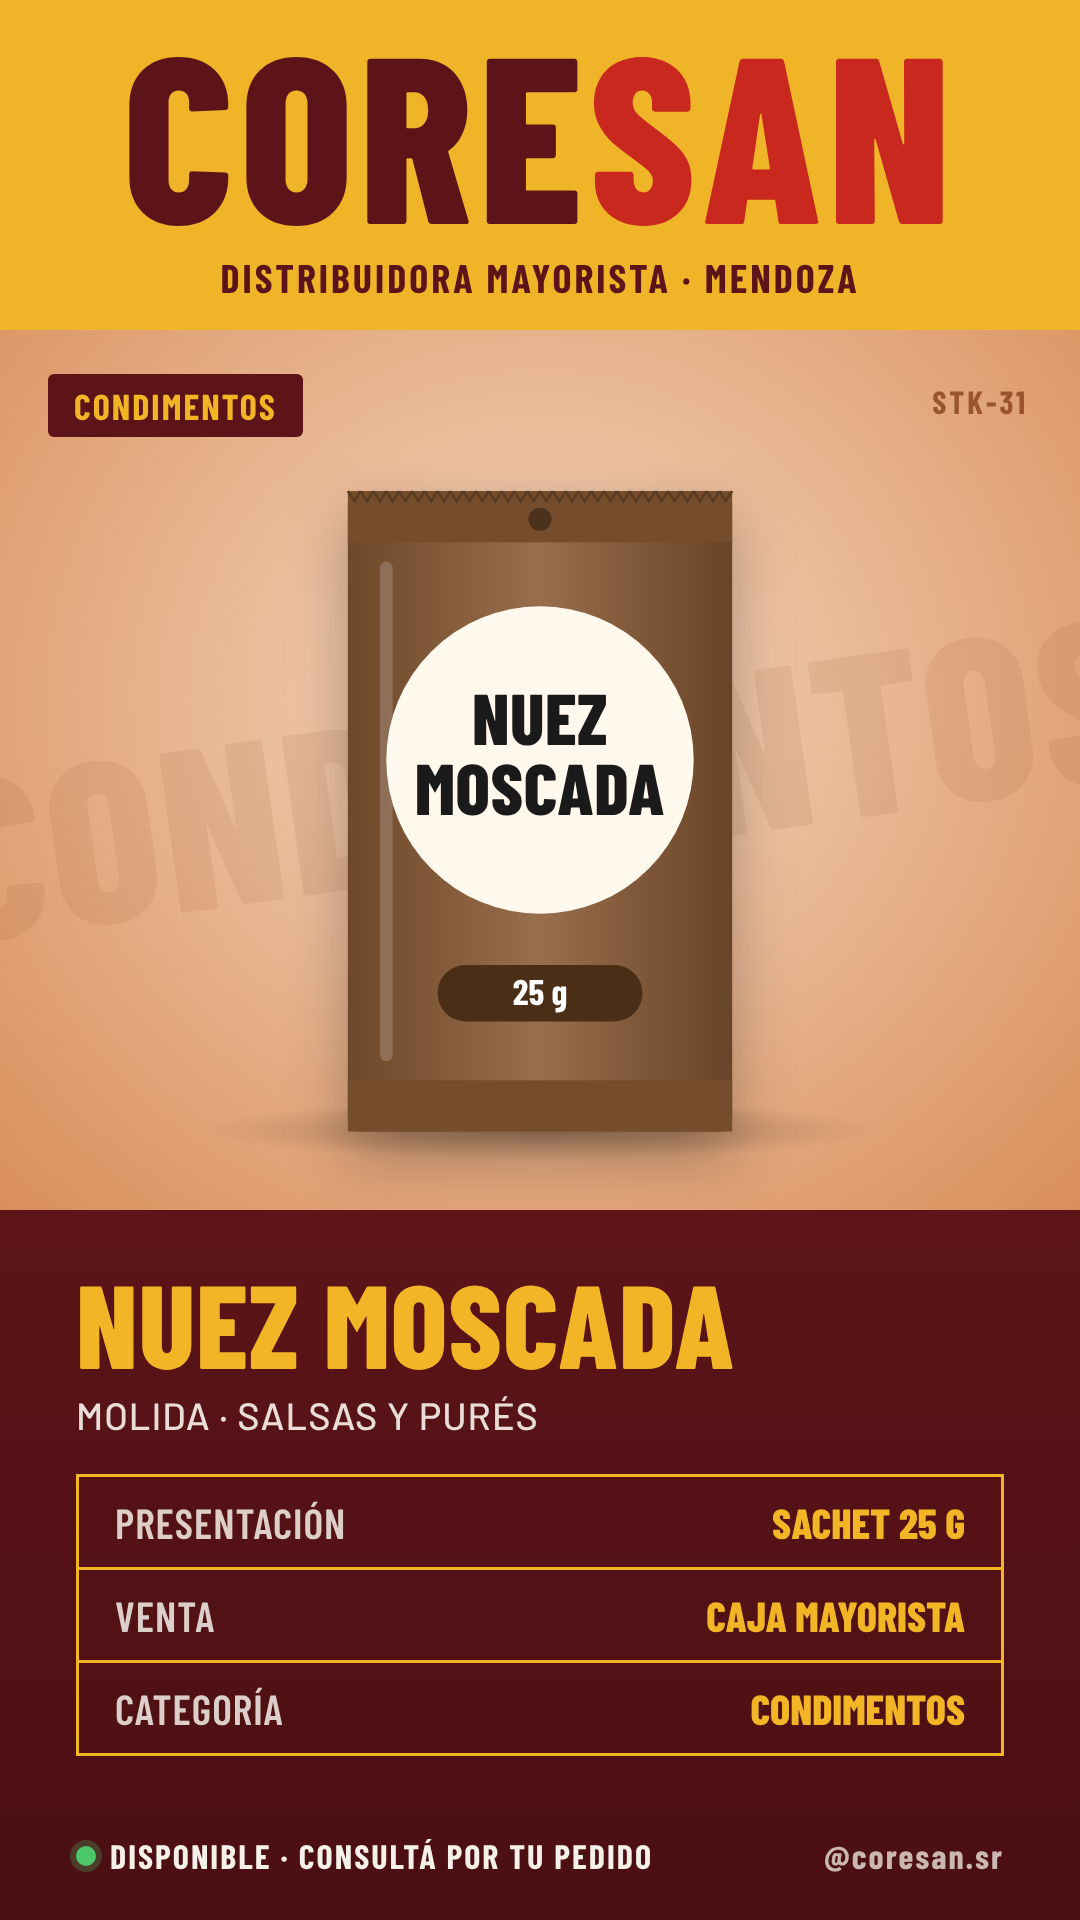 CORESAN
DISTRIBUIDORA MAYORISTA · MENDOZA
CONDIMENTOS
STK-31
NUEZ
MOSCADA
25 g
NUEZ MOSCADA
MOLIDA · SALSAS Y PURÉS
PRESENTACIÓN SACHET 25 G
VENTA CAJA MAYORISTA
CATEGORÍA CONDIMENTOS
DISPONIBLE · CONSULTÁ POR TU PEDIDO
@coresan.sr